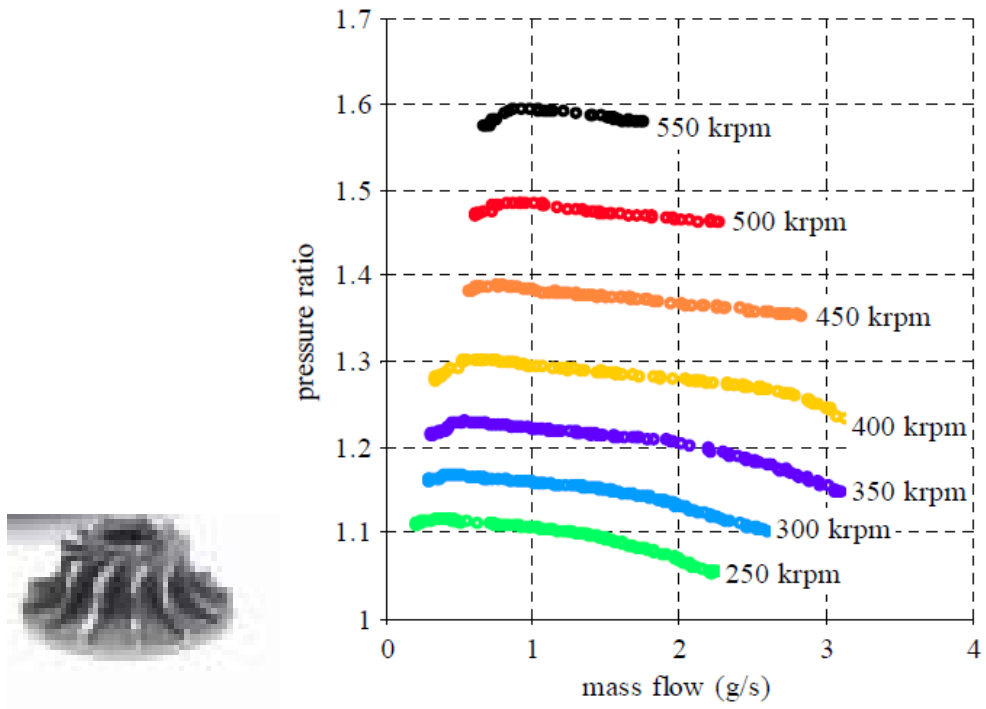 1.7
1.6
1.5
1.4
1.3
1.2
1.1
1
pressure ratio
550 krpm
500 krpm
450 krpm
400 krpm
350 krpm
300 krpm
250 krpm
0 1 2 3 4
mass flow (g/s)